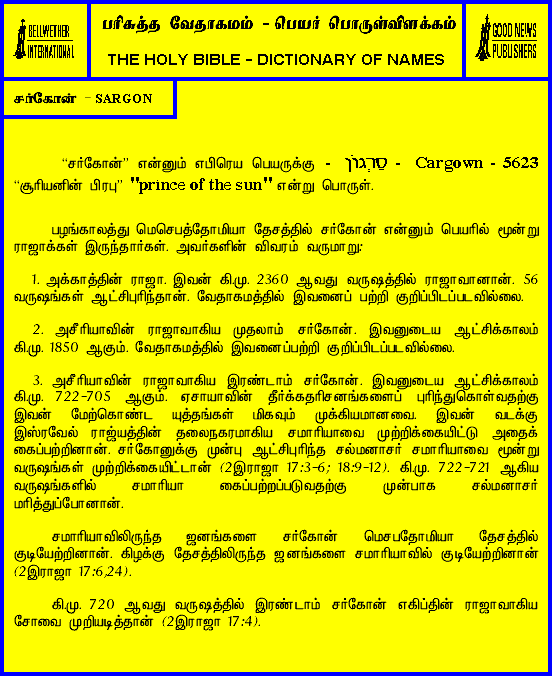 BELLWETHER
INTERNATIONAL
பரிசுத்த வேதாகமம் - பெயர் பொருள்விளக்கம்
THE HOLY BIBLE - DICTIONARY OF NAMES
GOOD NEWS
PUBLISHERS
சர்கோன் - SARGON
“சர்கோன்” என்னும் எபிரெய பெயருக்கு - סַרְגוֹן - Cargown - 5623
“சூரியனின் பிரபு” "prince of the sun" என்று பொருள்.
பழங்காலத்து மெசெபத்தோமியா தேசத்தில் சர்கோன் என்னும் பெயரில் மூன்று
ராஜாக்கள் இருந்தார்கள். அவர்களின் விவரம் வருமாறு:
1. அக்காத்தின் ராஜா. இவன் கி.மு. 2360 ஆவது வருஷத்தில் ராஜாவானான். 56
வருஷங்கள் ஆட்சிபுரிந்தான். வேதாகமத்தில் இவனைப் பற்றி குறிப்பிடப்படவில்லை.
2. அசீரியாவின் ராஜாவாகிய முதலாம் சர்கோன். இவனுடைய ஆட்சிக்காலம்
கி.மு. 1850 ஆகும். வேதாகமத்தில் இவனைப்பற்றி குறிப்பிடப்படவில்லை.
3. அசீரியாவின் ராஜாவாகிய இரண்டாம் சர்கோன். இவனுடைய ஆட்சிக்காலம்
கி.மு. 722-705 ஆகும். ஏசாயாவின் தீர்க்கதரிசனங்களைப் புரிந்துகொள்வதற்கு
இவன் மேற்கொண்ட யுத்தங்கள் மிகவும் முக்கியமானவை. இவன் வடக்கு
இஸ்ரவேல் ராஜ்யத்தின் தலைநகரமாகிய சமாரியாவை முற்றிக்கையிட்டு அதைக்
கைப்பற்றினான். சர்கோனுக்கு முன்பு ஆட்சிபுரிந்த சல்மனாசர் சமாரியாவை மூன்று
வருஷங்கள் முற்றிக்கையிட்டான் (2இராஜா 17:3-6; 18:9-12). கி.மு. 722-721 ஆகிய
வருஷங்களில் சமாரியா கைப்பற்றப்படுவதற்கு முன்பாக சல்மனாசர்
மரித்துப்போனான்.
சமாரியாவிலிருந்த ஜனங்களை சர்கோன் மெசபதோமியா தேசத்தில்
குடியேற்றினான். கிழக்கு தேசத்திலிருந்த ஜனங்களை சமாரியாவில் குடியேற்றினான்
(2இராஜா 17:6,24).
கி.மு. 720 ஆவது வருஷத்தில் இரண்டாம் சர்கோன் எகிப்தின் ராஜாவாகிய
சோவை முறியடித்தான் (2இராஜா 17:4).